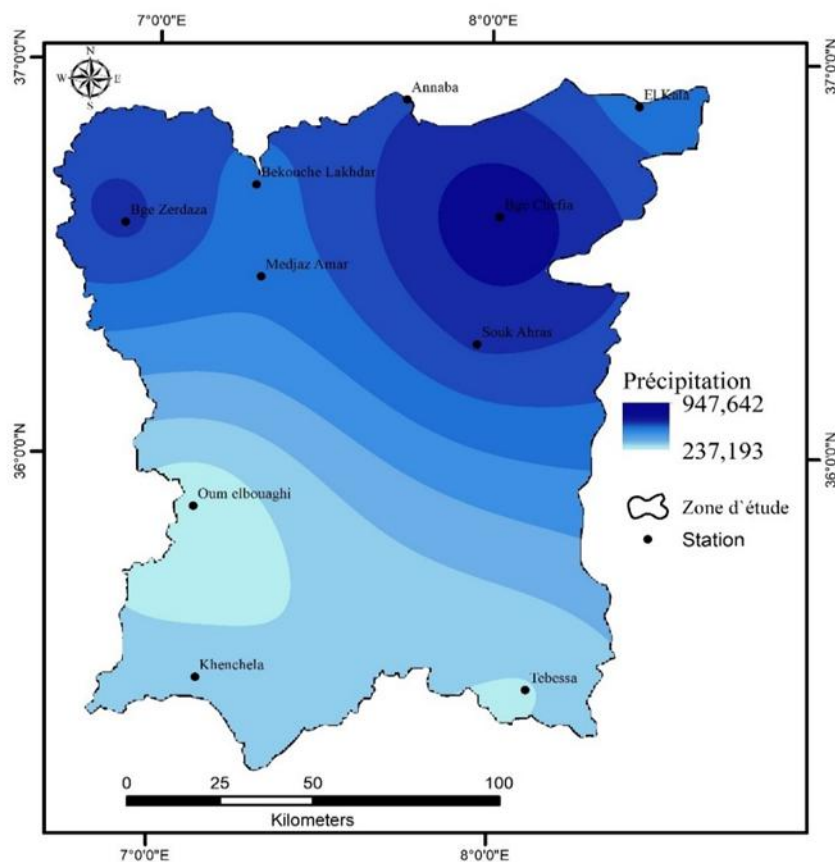 7°0'0"E 8°0'0"E
37°0'0"N 37°0'0"N
N
W E
S
Annaba
El Kala
Bekouche Lakhdar
Bge Zerdaza
Bge Cheffia
Medjaz Amar
Souk Ahras
Précipitation
947,642
237,193
36°0'0"N 36°0'0"N
Oum elbouaghi
Zone d`étude
Station
Khenchela
Tebessa
0 25 50 100
Kilometers
7°0'0"E 8°0'0"E